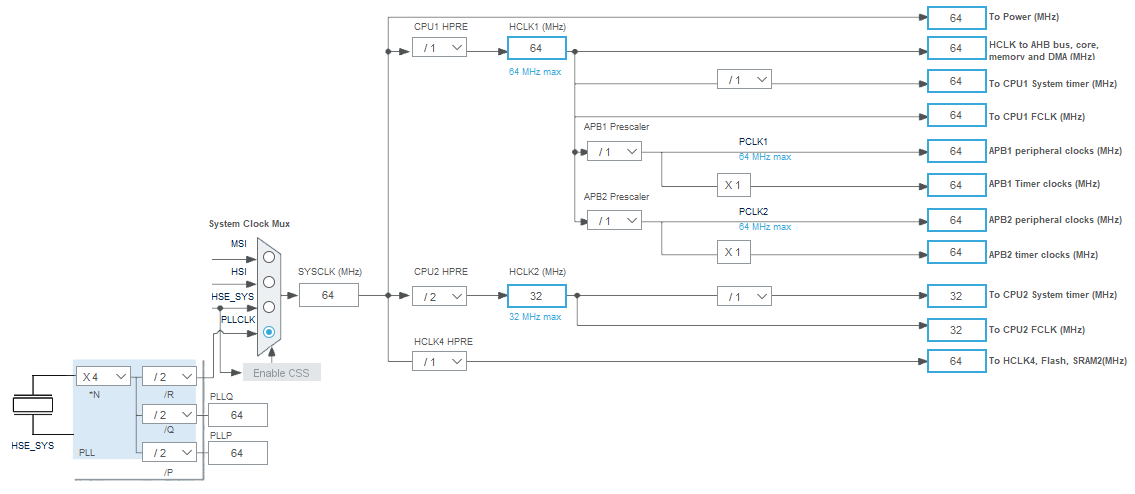 64 To Power (MHz)
CPU1 HPRE HCLK1 (MHz)
/ 1 64 64 HCLK to AHB bus, core,
memory and DMA (MHz)
64 MHz max
/ 1 64 To CPU1 System timer (MHz)
64 To CPU1 FCLK (MHz)
APB1 Prescaler
PCLK1
/ 1 64 APB1 peripheral clocks (MHz)
64 MHz max
X 1 64 APB1 Timer clocks (MHz)
APB2 Prescaler
PCLK2
/ 1 64 APB2 peripheral clocks (MHz)
64 MHz max
System Clock Mux
MSI
X 1 64 APB2 timer clocks (MHz)
HSI
SYSCLK (MHz) CPU2 HPRE HCLK2 (MHz)
HSE_SYS
64 / 2 32 / 1 32 To CPU2 System timer (MHz)
PLLCLK
32 MHz max
32 To CPU2 FCLK (MHz)
HCLK4 HPRE
/ 1 64 To HCLK4, Flash, SRAM2(MHz)
Enable CSS
X 4 / 2
*N /R PLLQ
/ 2 64
/Q
PLLP
HSE_SYS
PLL / 2 64
/P